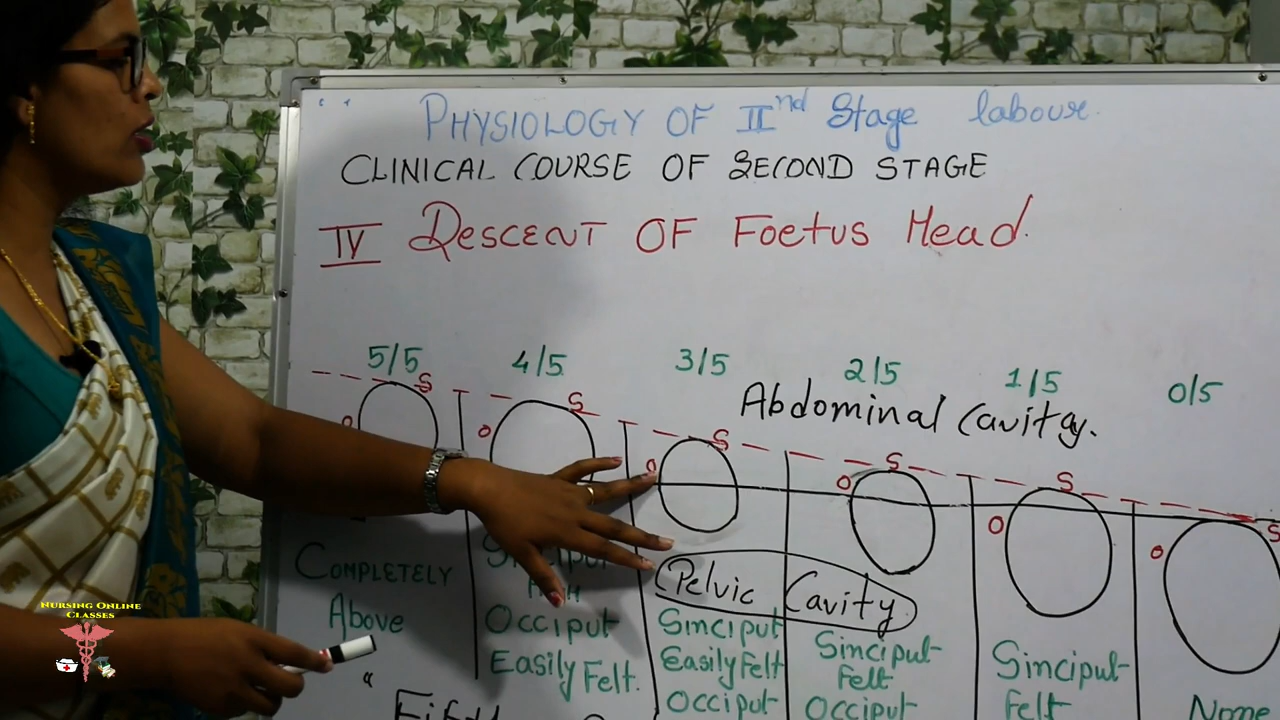 PHYSIOLOGY OF IInd Stage labour.
CLINICAL COURSE OF SECOND STAGE
IV DESCENT OF Foetus Head.
5/5 4/5 3/5 2/5 1/5 0/5
Abdominal Cavity.
S S S S S S
O O O O O O
Pelvic Cavity
COMPLETELY
Above
Sinciput
Occiput
Easily Felt.
Sinciput
Easily Felt
Occiput
Sinciput
Felt
Occiput
Sinciput
Felt
None
NURSING ONLINE
CLASSES